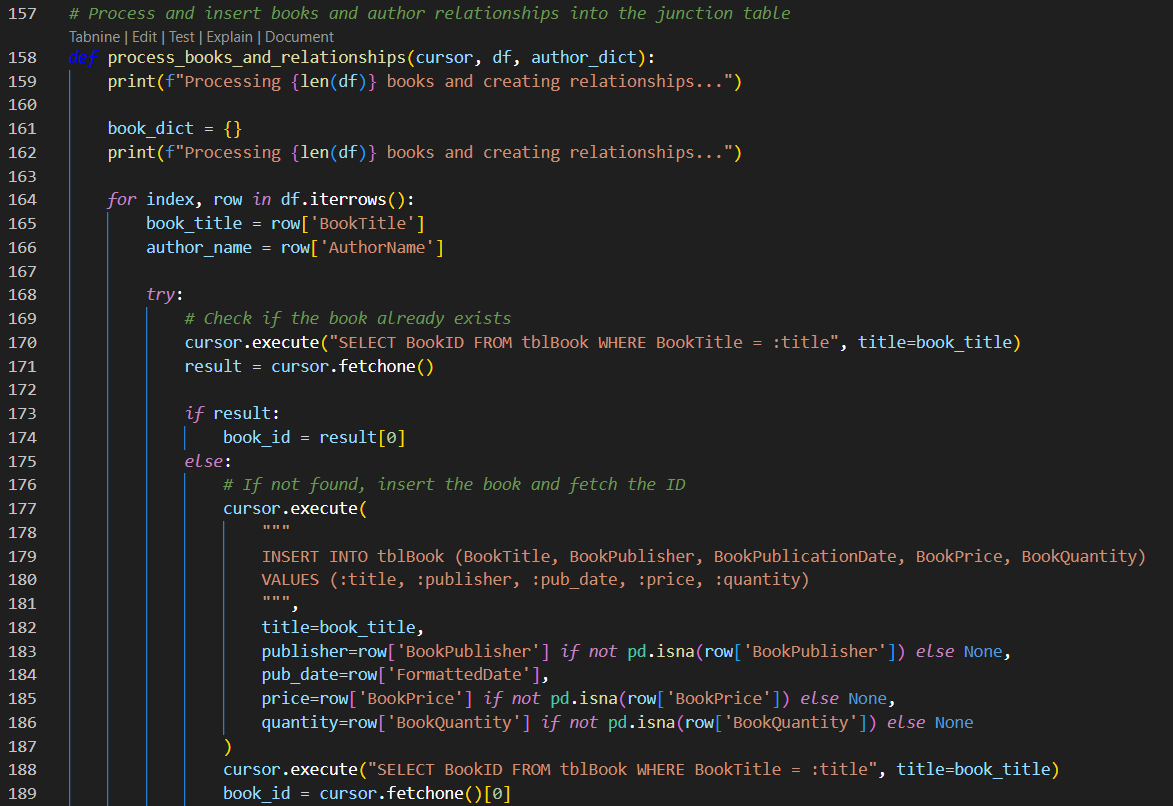 157 # Process and insert books and author relationships into the junction table
Tabnine | Edit | Test | Explain | Document
158 def process_books_and_relationships(cursor, df, author_dict):
159     print(f"Processing {len(df)} books and creating relationships...")
160
161     book_dict = {}
162     print(f"Processing {len(df)} books and creating relationships...")
163
164     for index, row in df.iterrows():
165         book_title = row['BookTitle']
166         author_name = row['AuthorName']
167
168         try:
169             # Check if the book already exists
170             cursor.execute("SELECT BookID FROM tblBook WHERE BookTitle = :title", title=book_title)
171             result = cursor.fetchone()
172
173             if result:
174                 book_id = result[0]
175             else:
176                 # If not found, insert the book and fetch the ID
177                 cursor.execute(
178                     """
179                     INSERT INTO tblBook (BookTitle, BookPublisher, BookPublicationDate, BookPrice, BookQuantity)
180                     VALUES (:title, :publisher, :pub_date, :price, :quantity)
181                     """,
182                     title=book_title,
183                     publisher=row['BookPublisher'] if not pd.isna(row['BookPublisher']) else None,
184                     pub_date=row['FormattedDate'],
185                     price=row['BookPrice'] if not pd.isna(row['BookPrice']) else None,
186                     quantity=row['BookQuantity'] if not pd.isna(row['BookQuantity']) else None
187                 )
188                 cursor.execute("SELECT BookID FROM tblBook WHERE BookTitle = :title", title=book_title)
189                 book_id = cursor.fetchone()[0]